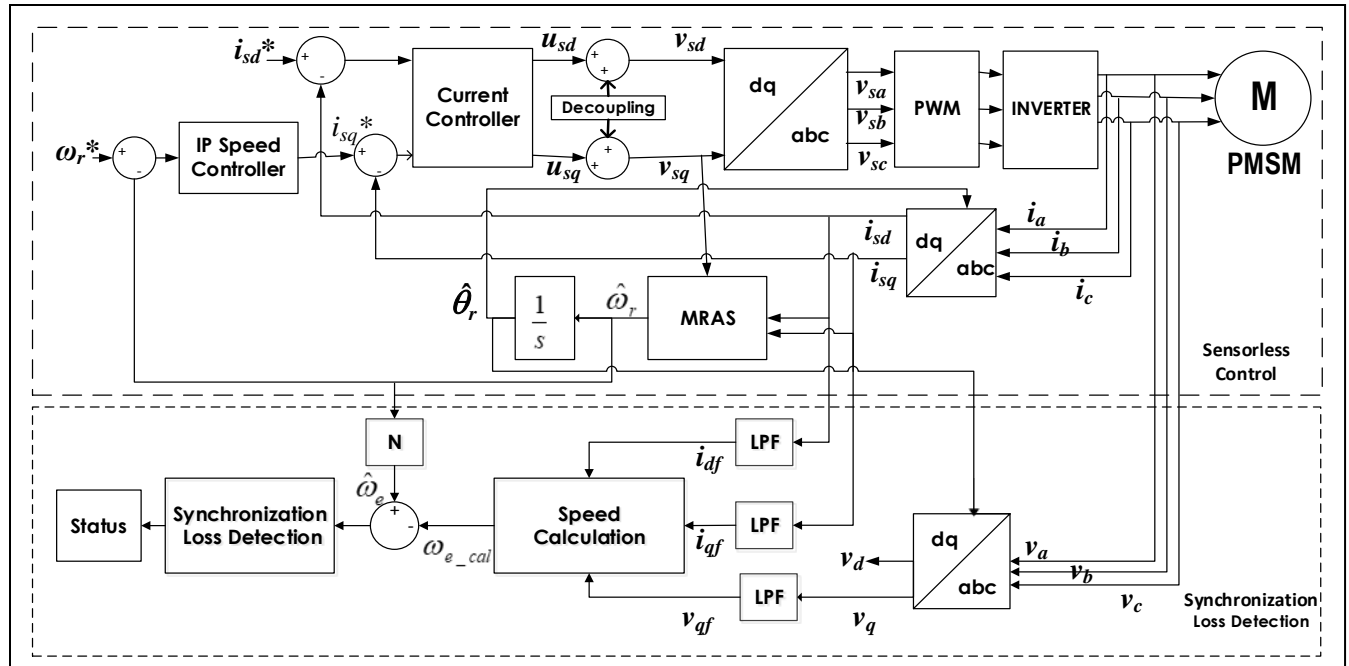 i_sd*
+
-
Current
Controller
u_sd
+
+
v_sd
Decoupling
dq
abc
v_sa
v_sb
v_sc
PWM
INVERTER
M
PMSM
ω_r*
+
-
IP Speed
Controller
i_sq*
+
-
u_sq
+
+
v_sq
i_sd
i_sq
dq
abc
i_a
i_b
i_c
θ̂_r
1
s
ω̂_r
MRAS
Sensorless
Control
N
ω̂_e
+
-
Status
Synchronization
Loss Detection
ω_e_cal
Speed
Calculation
i_df
LPF
i_qf
LPF
v_qf
LPF
v_d
v_q
dq
abc
v_a
v_b
v_c
Synchronization
Loss Detection